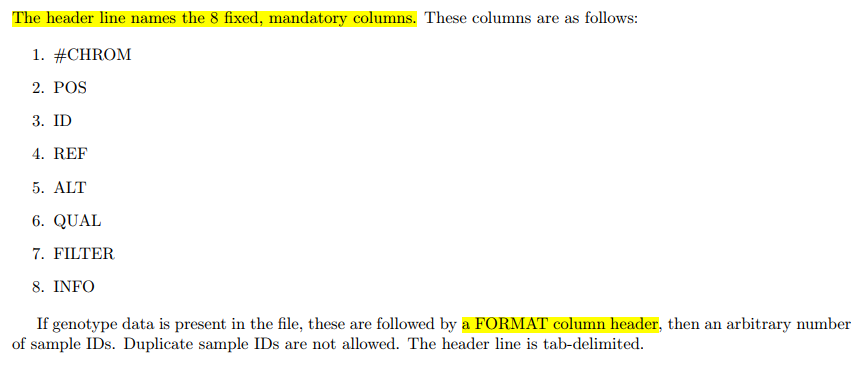 The header line names the 8 fixed, mandatory columns. These columns are as follows:
1. #CHROM
2. POS
3. ID
4. REF
5. ALT
6. QUAL
7. FILTER
8. INFO
If genotype data is present in the file, these are followed by a FORMAT column header, then an arbitrary number
of sample IDs. Duplicate sample IDs are not allowed. The header line is tab-delimited.